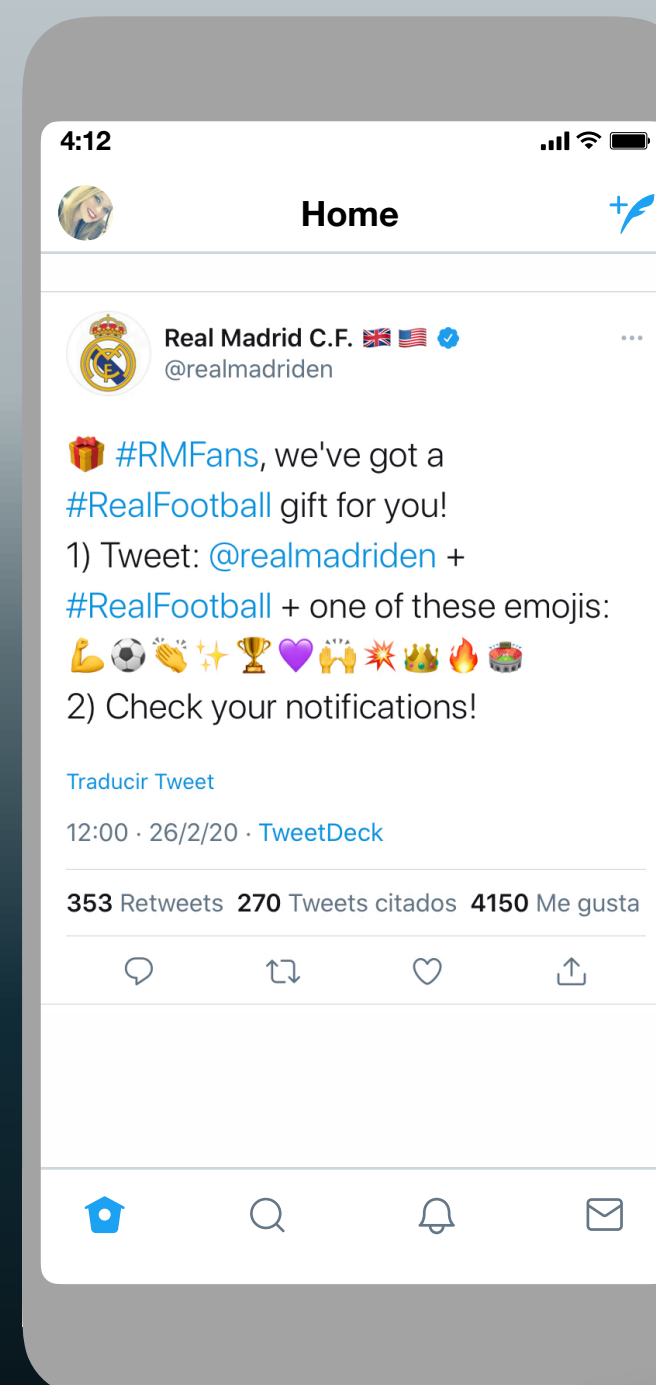 4:12
Home
Real Madrid C.F. 🇬🇧 🇺🇸
@realmadriden
🎁 #RMFans, we've got a
#RealFootball gift for you!
1) Tweet: @realmadriden +
#RealFootball + one of these emojis:
💪⚽👏✨🏆💜🙌💥👑🔥🏟️
2) Check your notifications!
Traducir Tweet
12:00 · 26/2/20 · TweetDeck
353 Retweets 270 Tweets citados 4150 Me gusta